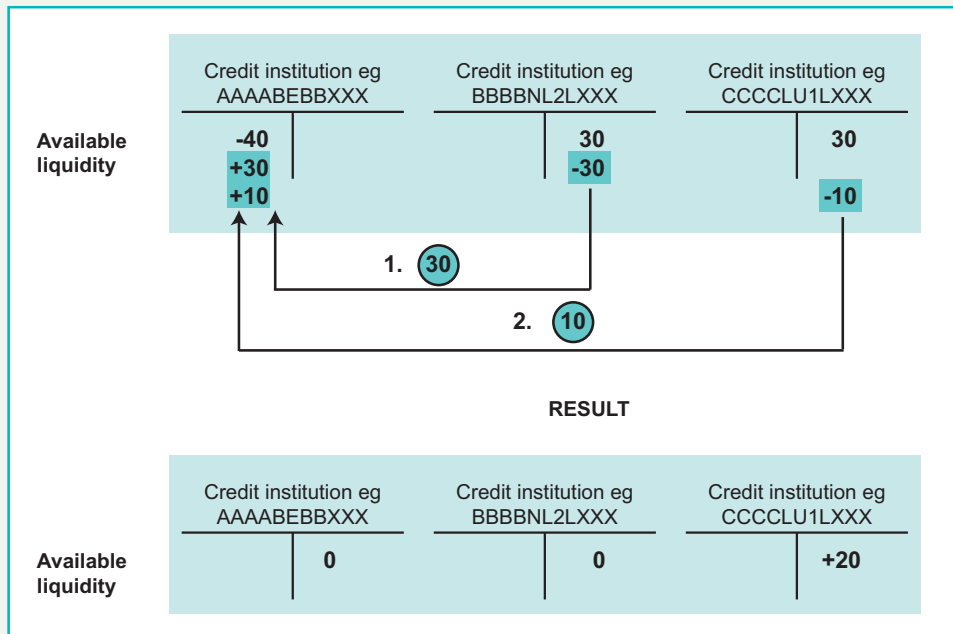 Credit institution eg
AAAABEBBXXX
Credit institution eg
BBBBNL2LXXX
Credit institution eg
CCCCLU1LXXX
Available
liquidity
-40
+30
+10
30
-30
30
-10
1. 30
2. 10
RESULT
Credit institution eg
AAAABEBBXXX
Credit institution eg
BBBBNL2LXXX
Credit institution eg
CCCCLU1LXXX
Available
liquidity
0
0
+20